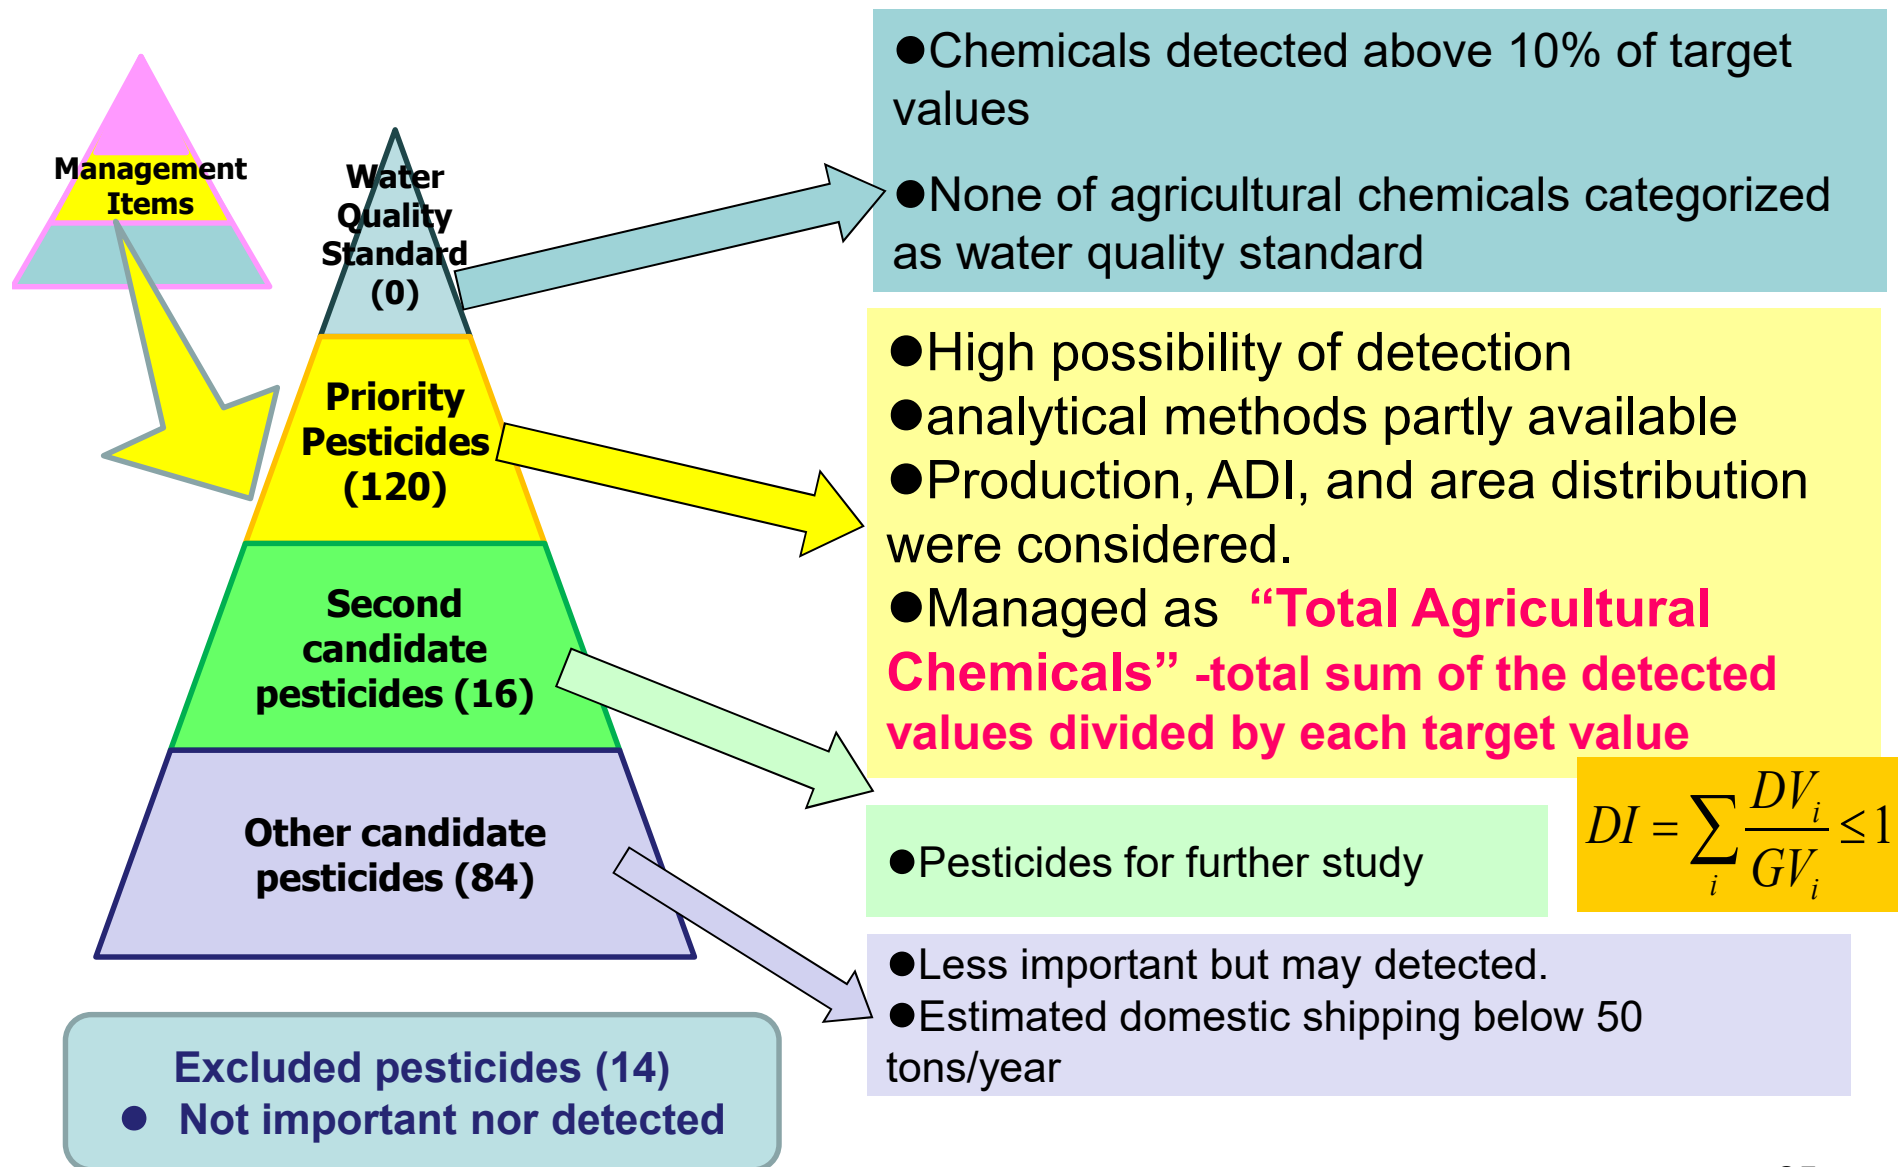 Management
Items
Water
Quality
Standard
(0)
Priority
Pesticides
(120)
Second
candidate
pesticides (16)
Other candidate
pesticides (84)
Excluded pesticides (14)
● Not important nor detected
●Chemicals detected above 10% of target
values
●None of agricultural chemicals categorized
as water quality standard
●High possibility of detection
●analytical methods partly available
●Production, ADI, and area distribution
were considered.
●Managed as “Total Agricultural
Chemicals” -total sum of the detected
values divided by each target value
DI = ∑_i DV_i / GV_i ≤ 1
●Pesticides for further study
●Less important but may detected.
●Estimated domestic shipping below 50
tons/year